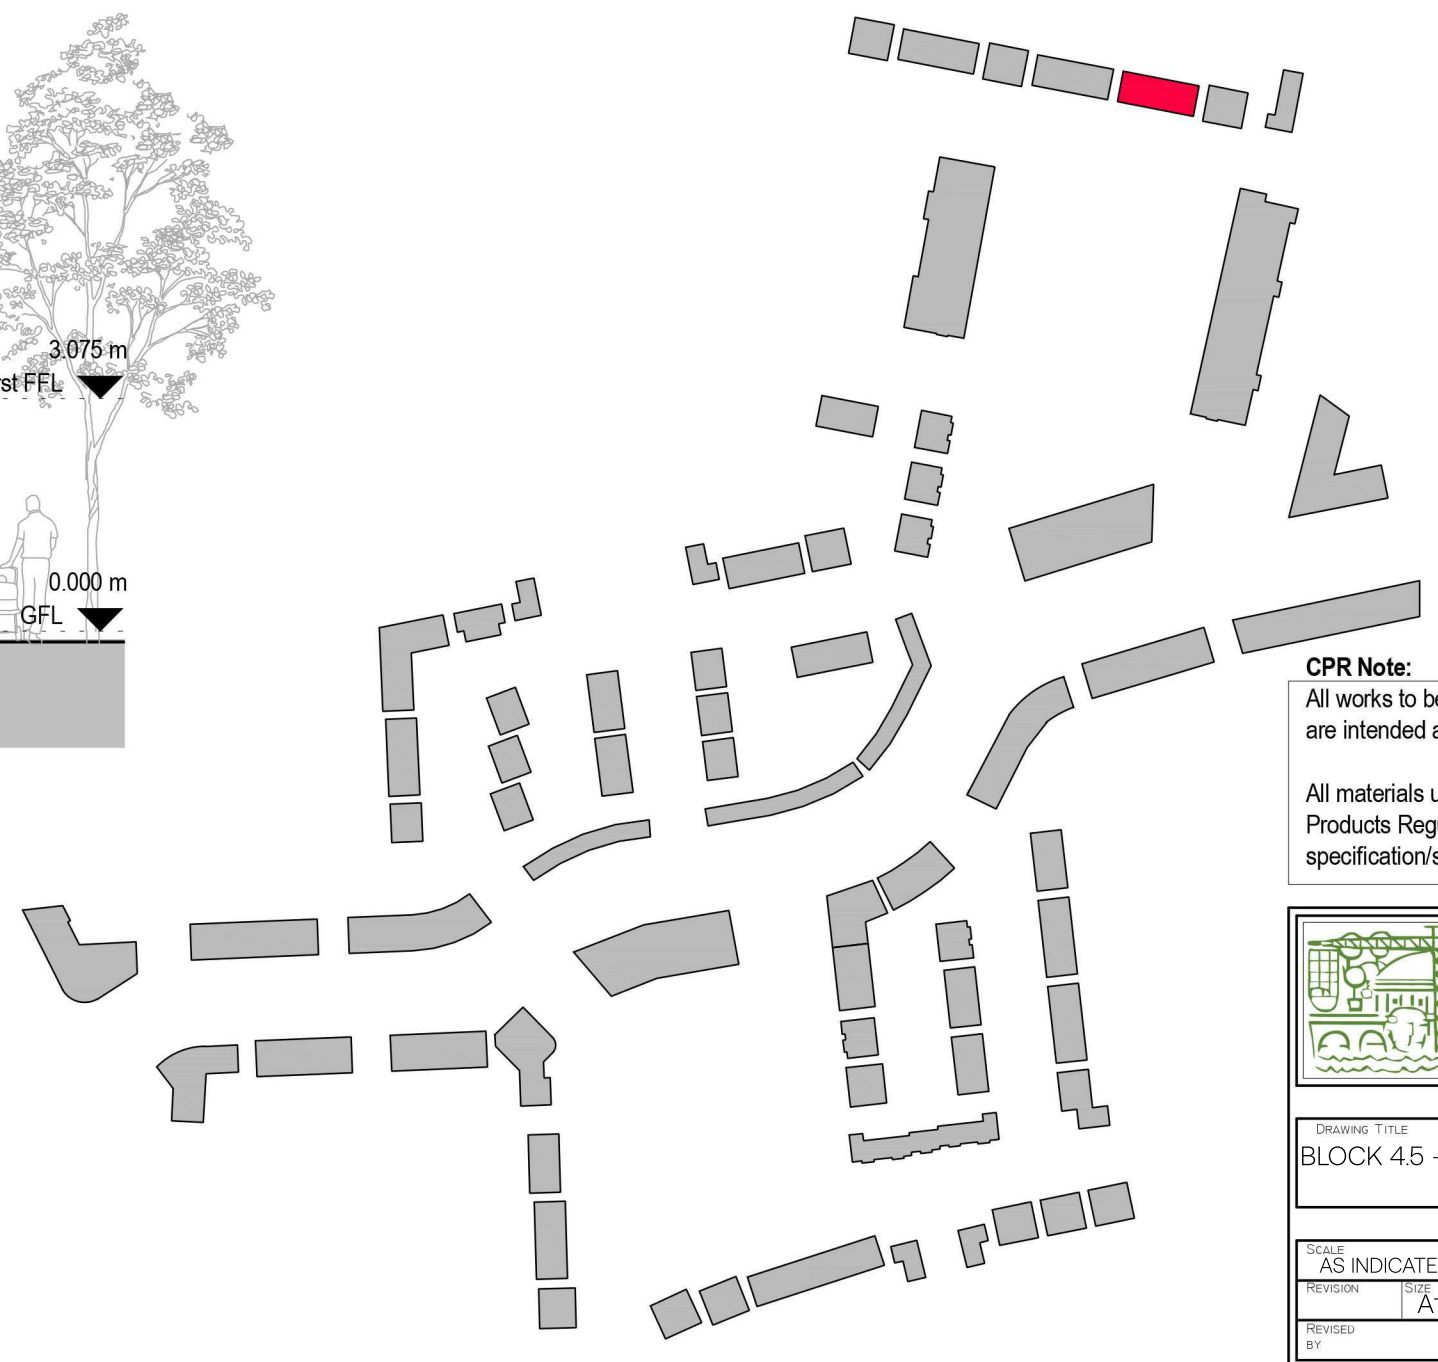 3.075 m
rst FFL
0.000 m
GFL
CPR Note:
All works to be
are intended a
All materials u
Products Reg
specification/s
DRAWING TITLE
BLOCK 4.5 -
SCALE
AS INDICATE
REVISION
SIZE
A
REVISED
BY